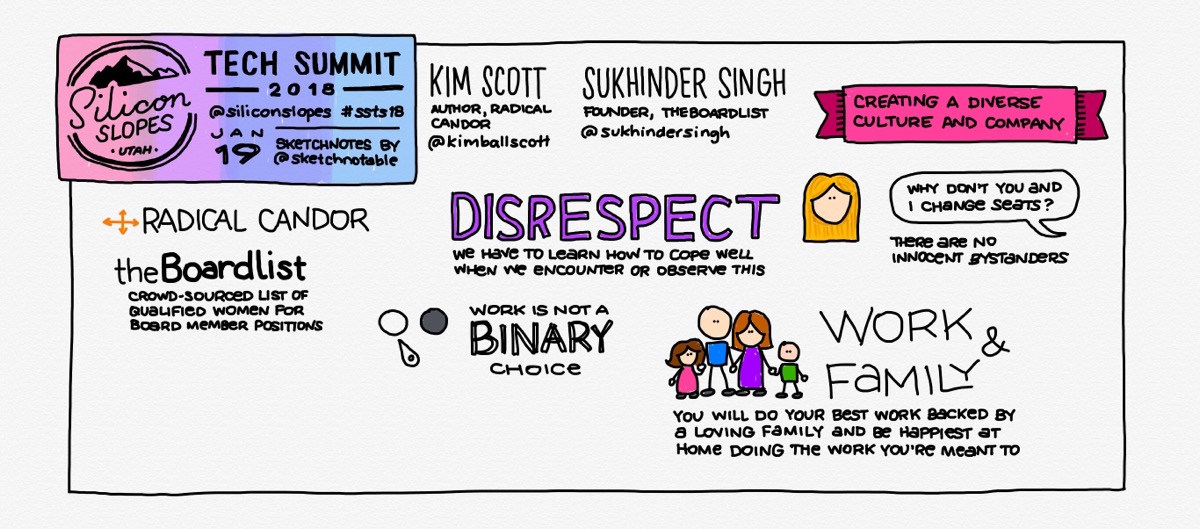 Silicon
SLOPES
• UTAH •
TECH SUMMIT
2018
@siliconslopes #ssts18
JAN
19
SKETCHNOTES BY
@sketchnotable
KIM SCOTT
AUTHOR, RADICAL
CANDOR
@kimballscott
SUKHINDER SINGH
FOUNDER, THEBOARDLIST
@sukhindersingh
CREATING A DIVERSE
CULTURE AND COMPANY
RADICAL CANDOR
theBoardlist
CROWD-SOURCED LIST OF
QUALIFIED WOMEN FOR
BOARD MEMBER POSITIONS
DISRESPECT
WE HAVE TO LEARN HOW TO COPE WELL
WHEN WE ENCOUNTER OR OBSERVE THIS
WHY DON'T YOU AND
I CHANGE SEATS?
THERE ARE NO
INNOCENT BYSTANDERS
WORK IS NOT A
BINARY
CHOICE
WORK &
FAMILY
YOU WILL DO YOUR BEST WORK BACKED BY
A LOVING FAMILY AND BE HAPPIEST AT
HOME DOING THE WORK YOU'RE MEANT TO